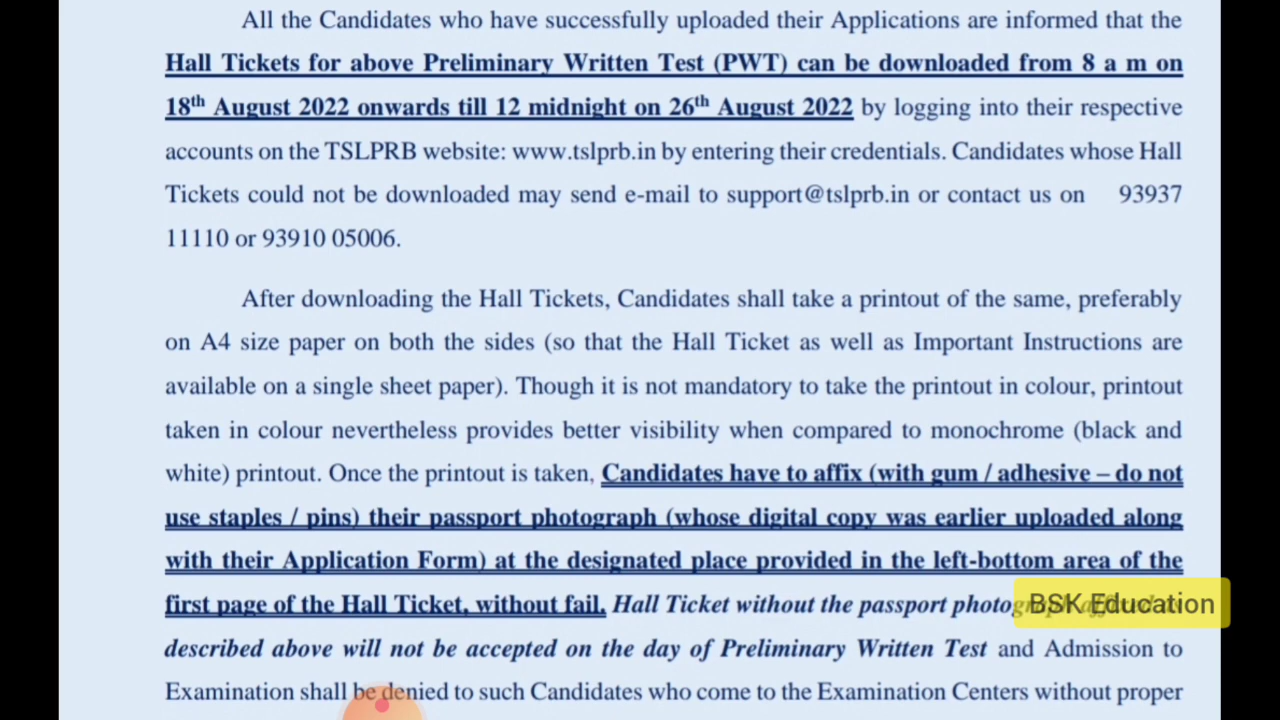 All the Candidates who have successfully uploaded their Applications are informed that the
Hall Tickets for above Preliminary Written Test (PWT) can be downloaded from 8 a m on
18th August 2022 onwards till 12 midnight on 26th August 2022 by logging into their respective
accounts on the TSLPRB website: www.tslprb.in by entering their credentials. Candidates whose Hall
Tickets could not be downloaded may send e-mail to support@tslprb.in or contact us on 93937
11110 or 93910 05006.
After downloading the Hall Tickets, Candidates shall take a printout of the same, preferably
on A4 size paper on both the sides (so that the Hall Ticket as well as Important Instructions are
available on a single sheet paper). Though it is not mandatory to take the printout in colour, printout
taken in colour nevertheless provides better visibility when compared to monochrome (black and
white) printout. Once the printout is taken, Candidates have to affix (with gum / adhesive – do not
use staples / pins) their passport photograph (whose digital copy was earlier uploaded along
with their Application Form) at the designated place provided in the left-bottom area of the
first page of the Hall Ticket, without fail. Hall Ticket without the passport
BSK Education
described above will not be accepted on the day of Preliminary Written Test and Admission to
Examination shall be denied to such Candidates who come to the Examination Centers without proper